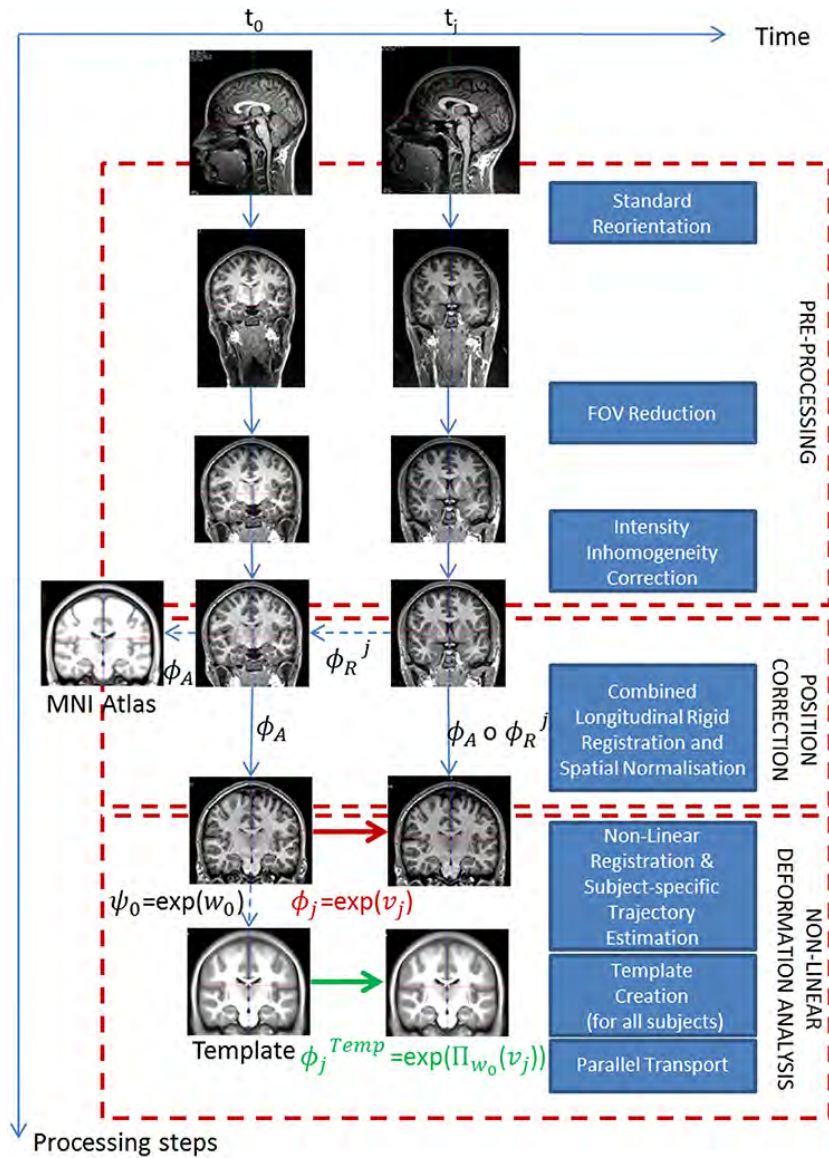 t₀
tⱼ
Time
Standard
Reorientation
PRE-PROCESSING
FOV Reduction
Intensity
Inhomogeneity
Correction
MNI Atlas
ϕ_A
ϕ_R^j
ϕ_A
ϕ_A o ϕ_R^j
Combined
Longitudinal Rigid
Registration and
Spatial Normalisation
POSITION
CORRECTION
ψ₀=exp(w₀)
ϕⱼ=exp(vⱼ)
Non-Linear
Registration &
Subject-specific
Trajectory
Estimation
Template
Creation
(for all subjects)
Parallel Transport
NON-LINEAR
DEFORMATION ANALYSIS
Template
ϕⱼ^Temp=exp(Π_w₀(vⱼ))
Processing steps